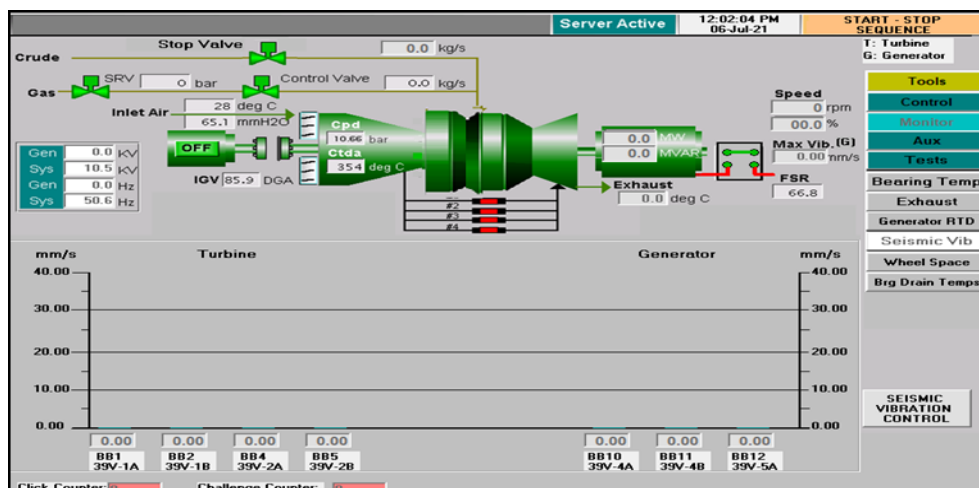 Server Active
12:02:04 PM
06-Jul-21
START - STOP
SEQUENCE
Stop Valve
0.0 kg/s
T: Turbine
G: Generator
Crude
SRV 0 bar
Control Valve
0.0 kg/s
Gas
Tools
Inlet Air
28 deg C
65.1 mmH2O
Speed
0 rpm
00.0 %
Control
Monitor
Cpd
10.66 bar
OFF
0.0 MW
0.0 MVAR
Max Vib.(G)
0.00 mm/s
Aux
Tests
Gen 0.0 KV
Sys 10.5 KV
Gen 0.0 Hz
Sys 50.6 Hz
Ctda
354 deg C
IGV 85.9 DGA
Exhaust
0.0 deg C
FSR
66.8
Bearing Temp
Exhaust
Generator RTD
Seismic Vib
Wheel Space
Brg Drain Temps
#2
#3
#4
mm/s
Turbine
Generator
mm/s
40.00
40.00
30.00
30.00
20.00
20.00
10.00
10.00
0.00
0.00
SEISMIC
VIBRATION
CONTROL
0.00 0.00 0.00 0.00 0.00 0.00 0.00
BB1 BB2 BB4 BB5 BB10 BB11 BB12
39V-1A 39V-1B 39V-2A 39V-2B 39V-4A 39V-4B 39V-5A
Click Counter:
Challenge Counter: